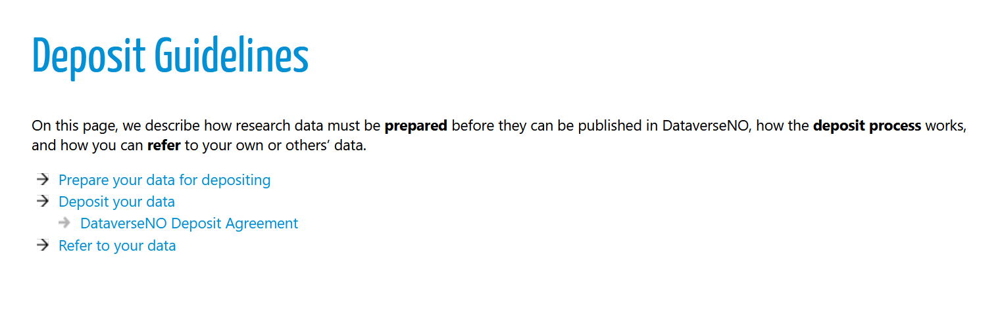 Deposit Guidelines
On this page, we describe how research data must be prepared before they can be published in DataverseNO, how the deposit process works,
and how you can refer to your own or others’ data.
Prepare your data for depositing
Deposit your data
DataverseNO Deposit Agreement
Refer to your data